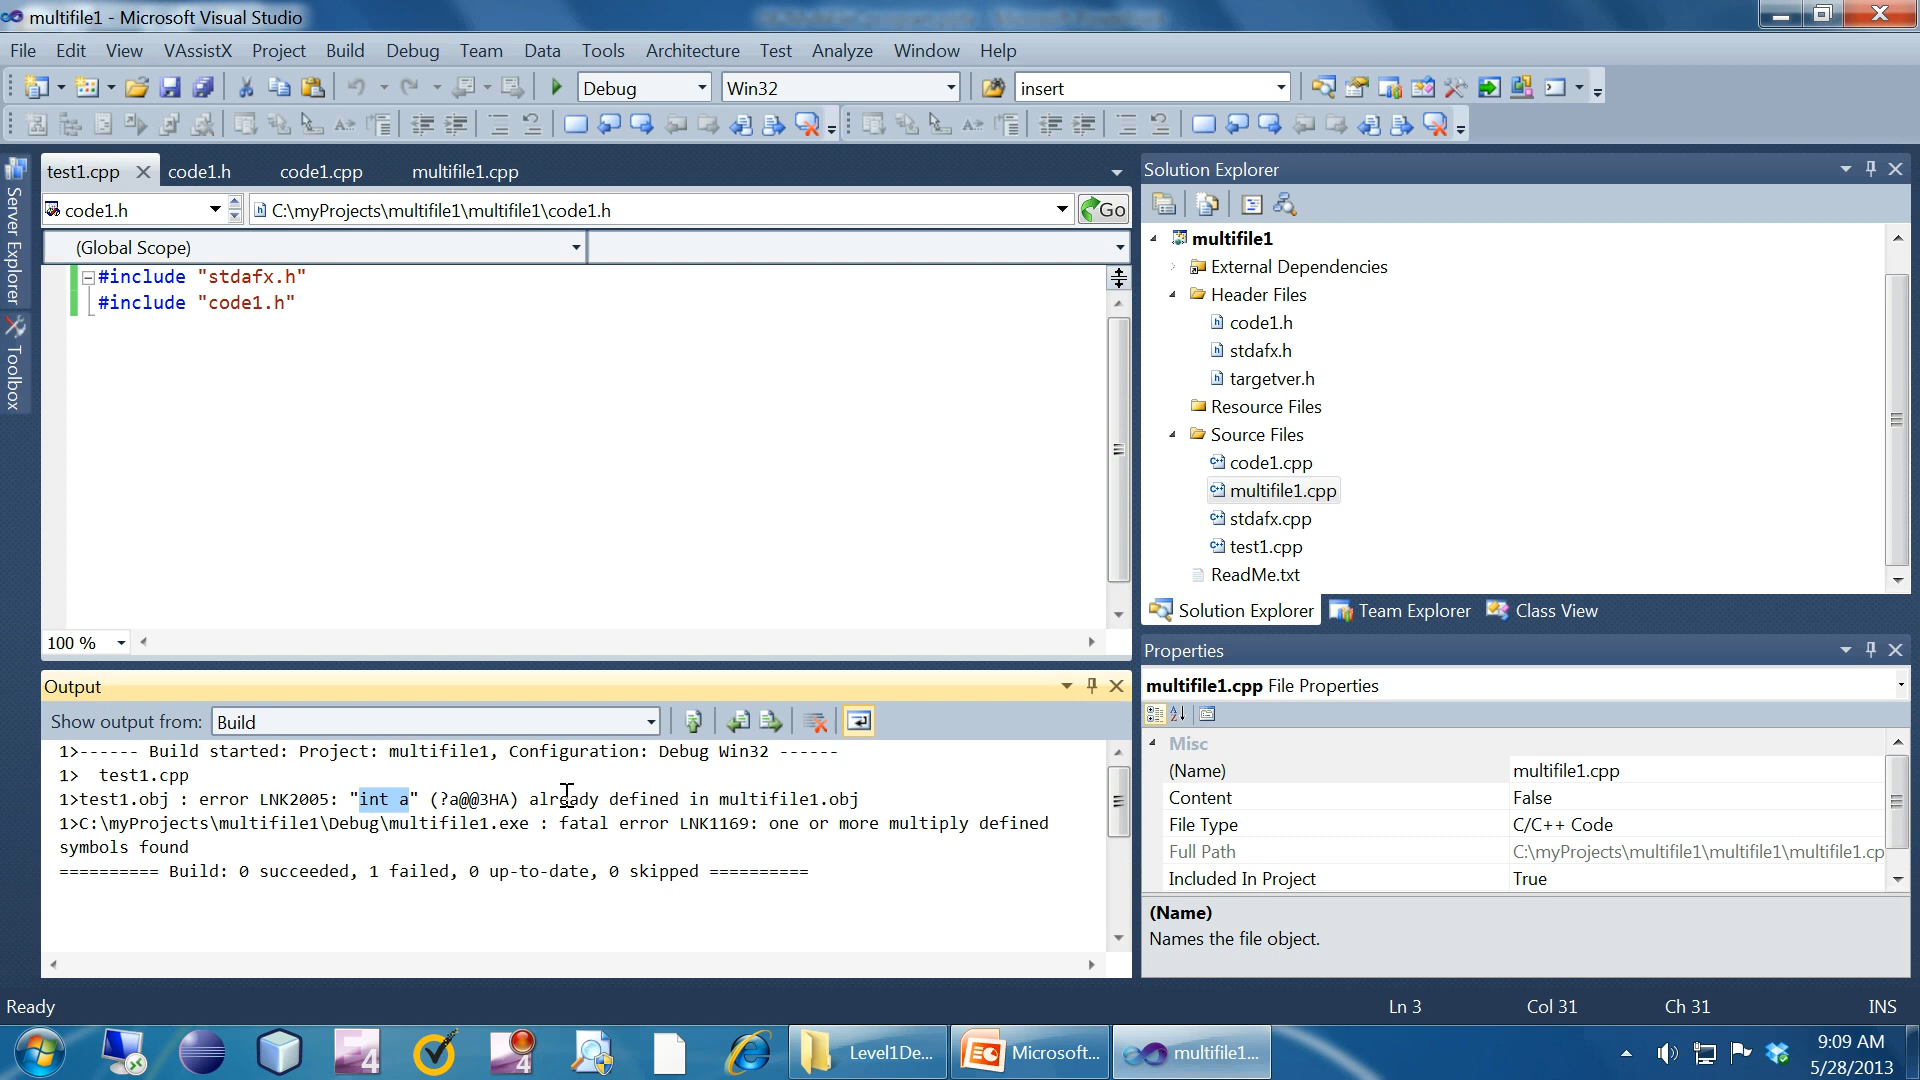 multifile1 - Microsoft Visual Studio
File Edit View VAssistX Project Build Debug Team Data Tools Architecture Test Analyze Window Help
Debug Win32 insert
Server Explorer
Toolbox
test1.cpp code1.h code1.cpp multifile1.cpp
code1.h C:\myProjects\multifile1\multifile1\code1.h Go
(Global Scope)
#include "stdafx.h"
#include "code1.h"
100 %
Solution Explorer
multifile1
External Dependencies
Header Files
code1.h
stdafx.h
targetver.h
Resource Files
Source Files
code1.cpp
multifile1.cpp
stdafx.cpp
test1.cpp
ReadMe.txt
Solution Explorer Team Explorer Class View
Output
Show output from: Build
1>------ Build started: Project: multifile1, Configuration: Debug Win32 ------
1>  test1.cpp
1>test1.obj : error LNK2005: "int a" (?a@@3HA) already defined in multifile1.obj
1>C:\myProjects\multifile1\Debug\multifile1.exe : fatal error LNK1169: one or more multiply defined
symbols found
========== Build: 0 succeeded, 1 failed, 0 up-to-date, 0 skipped ==========
Properties
multifile1.cpp File Properties
Misc
(Name) multifile1.cpp
Content False
File Type C/C++ Code
Full Path C:\myProjects\multifile1\multifile1\multifile1.cp
Included In Project True
(Name)
Names the file object.
Ready Ln 3 Col 31 Ch 31 INS
Level1De... Microsoft... multifile1...
9:09 AM
5/28/2013